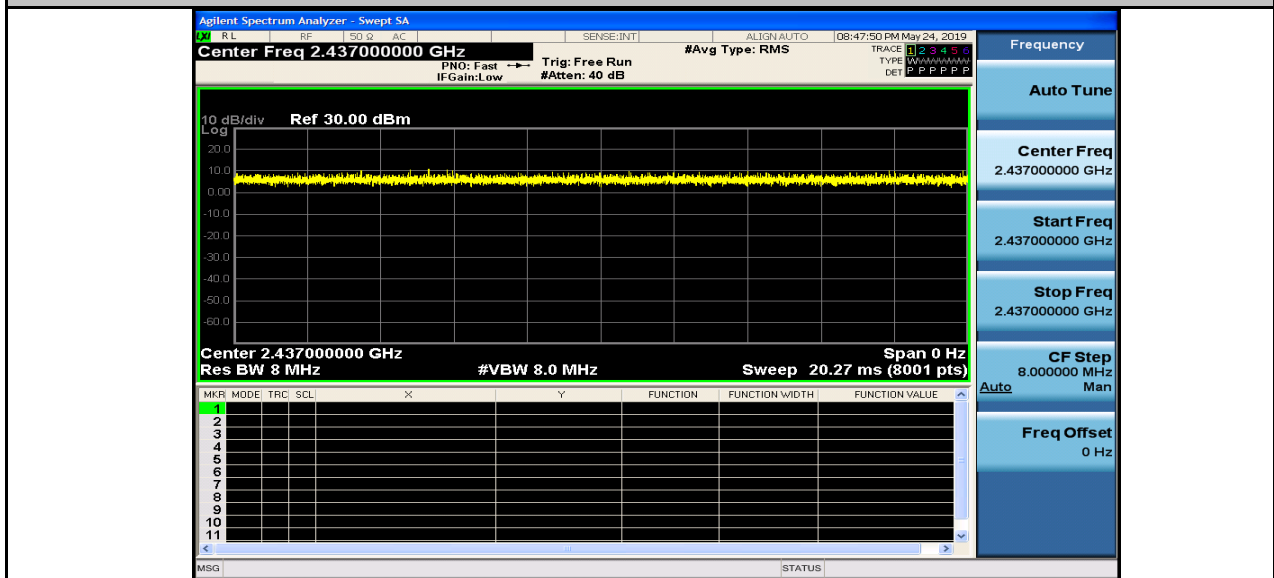 Agilent Spectrum Analyzer - Swept SA
LXI RL RF 50 Ω AC SENSE:INT ALIGN AUTO 08:47:50 PM May 24, 2019
Center Freq 2.437000000 GHz
PNO: Fast
IFGain:Low
Trig: Free Run
#Atten: 40 dB
#Avg Type: RMS
TRACE 1 2 3 4 5 6
TYPE
DET P P P P P P
10 dB/div Ref 30.00 dBm
Log
20.0
10.0
0.00
-10.0
-20.0
-30.0
-40.0
-50.0
-60.0
Center 2.437000000 GHz Span 0 Hz
Res BW 8 MHz #VBW 8.0 MHz Sweep 20.27 ms (8001 pts)
MKR MODE TRC SCL X Y FUNCTION FUNCTION WIDTH FUNCTION VALUE
1
2
3
4
5
6
7
8
9
10
11
MSG STATUS
Frequency
Auto Tune
Center Freq
2.437000000 GHz
Start Freq
2.437000000 GHz
Stop Freq
2.437000000 GHz
CF Step
8.000000 MHz
Auto Man
Freq Offset
0 Hz